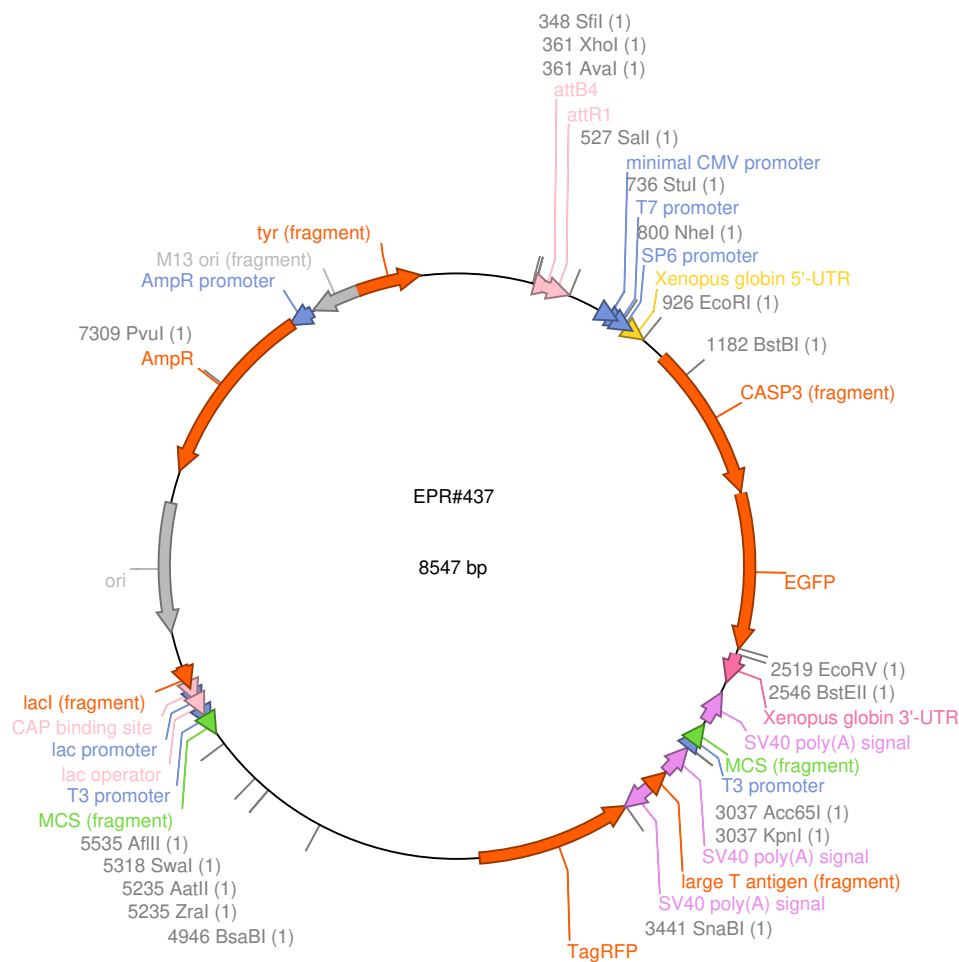 348 SfiI (1)
361 XhoI (1)
361 AvaI (1)
attB4
attR1
527 SalI (1)
minimal CMV promoter
736 StuI (1)
T7 promoter
800 NheI (1)
SP6 promoter
Xenopus globin 5'-UTR
926 EcoRI (1)
1182 BstBI (1)
CASP3 (fragment)
EGFP
2519 EcoRV (1)
2546 BstEII (1)
Xenopus globin 3'-UTR
SV40 poly(A) signal
MCS (fragment)
T3 promoter
3037 Acc65I (1)
3037 KpnI (1)
SV40 poly(A) signal
large T antigen (fragment)
SV40 poly(A) signal
3441 SnaBI (1)
TagRFP
4946 BsaBI (1)
5235 ZraI (1)
5235 AatII (1)
5318 SwaI (1)
5535 AflII (1)
MCS (fragment)
T3 promoter
lac operator
lac promoter
CAP binding site
lacI (fragment)
ori
AmpR
7309 PvuI (1)
AmpR promoter
M13 ori (fragment)
tyr (fragment)
EPR#437
8547 bp